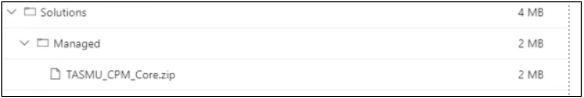 Solutions 4 MB
Managed 2 MB
TASMU_CPM_Core.zip 2 MB